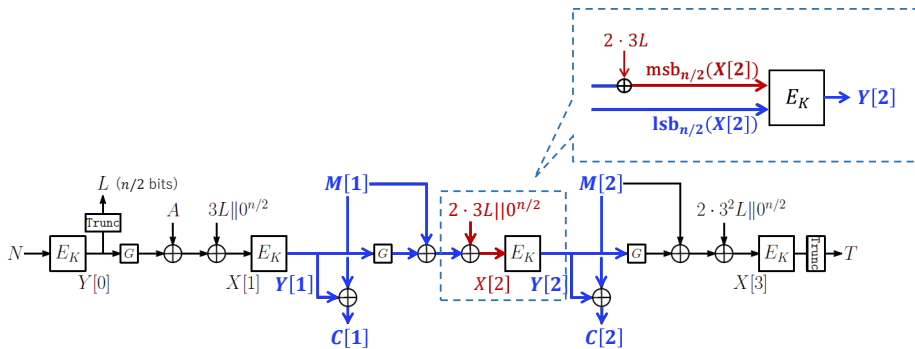 2 · 3L
msb_{n/2}(X[2])
E_K
Y[2]
lsb_{n/2}(X[2])
L (n/2 bits)
M[1]
M[2]
Trunc
A
3L||0^{n/2}
2 · 3L||0^{n/2}
2 · 3^2L||0^{n/2}
N
E_K
G
E_K
G
E_K
G
E_K
Trunc
T
Y[0]
X[1]
Y[1]
X[2]
Y[2]
X[3]
C[1]
C[2]